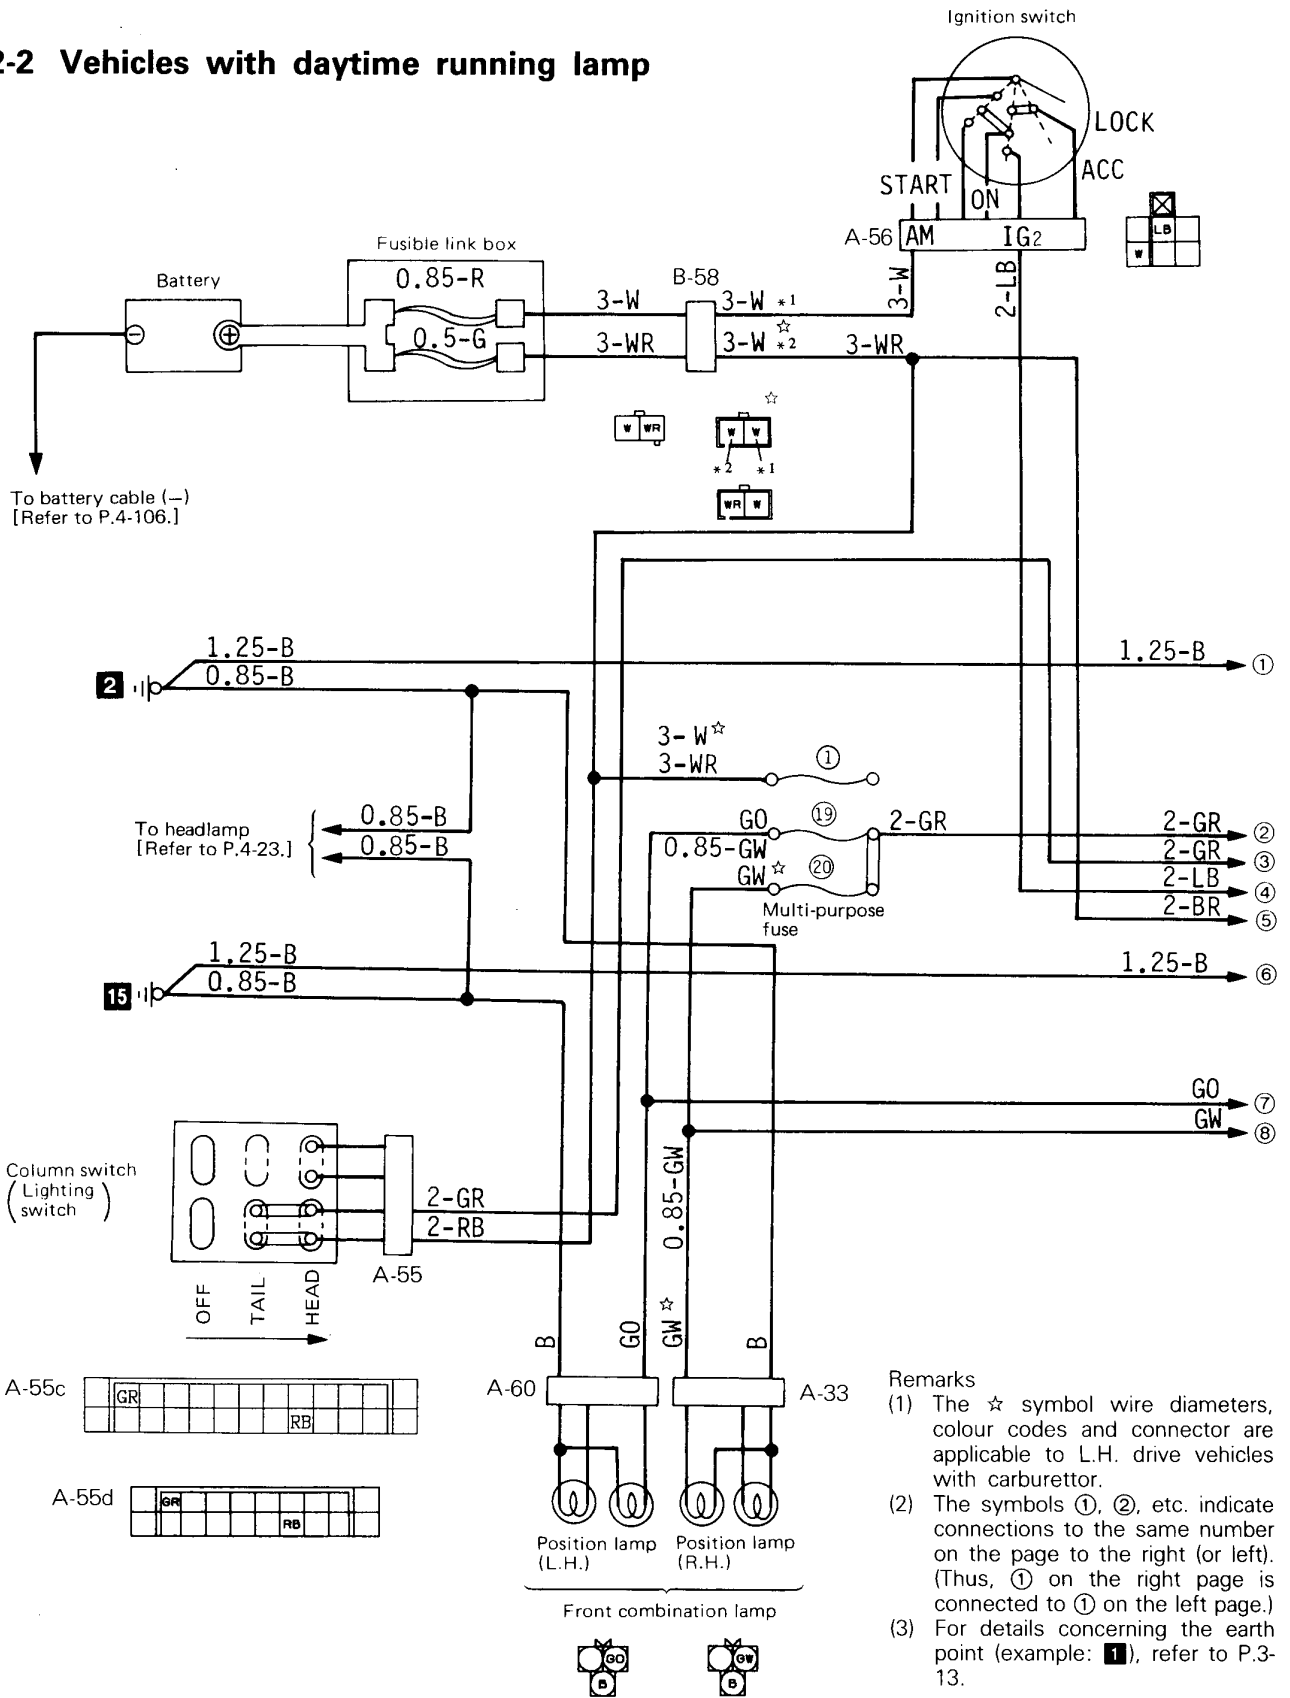 Ignition switch
2-2 Vehicles with daytime running lamp
LOCK
ACC
START
ON
A-56
AM
IG2
LB
W
Fusible link box
Battery
0.85-R
0.5-G
B-58
3-W
3-WR
3-W *1
3-W ☆ *2
3-WR
3-W
2-LB
W WR
☆
W W
*2 *1
WR W
To battery cable (−)
[Refer to P.4-106.]
1.25-B
0.85-B
2
1.25-B
①
3-W☆
3-WR
①
GO
⑲
2-GR
0.85-GW
GW☆
⑳
Multi-purpose
fuse
2-GR
②
2-GR
③
2-LB
④
2-BR
⑤
0.85-B
0.85-B
To headlamp
[Refer to P.4-23.]
1.25-B
0.85-B
15
1.25-B
⑥
GO
⑦
GW
⑧
Column switch
(Lighting
switch)
2-GR
2-RB
A-55
OFF
TAIL
HEAD
0.85-GW
B
GO
GW☆
B
A-55c
GR
RB
A-60
A-33
A-55d
GR
RB
Position lamp
(L.H.)
Position lamp
(R.H.)
Front combination lamp
GO
B
GW
B
Remarks
(1) The ☆ symbol wire diameters,
colour codes and connector are
applicable to L.H. drive vehicles
with carburettor.
(2) The symbols ①, ②, etc. indicate
connections to the same number
on the page to the right (or left).
(Thus, ① on the right page is
connected to ① on the left page.)
(3) For details concerning the earth
point (example: 1), refer to P.3-
13.